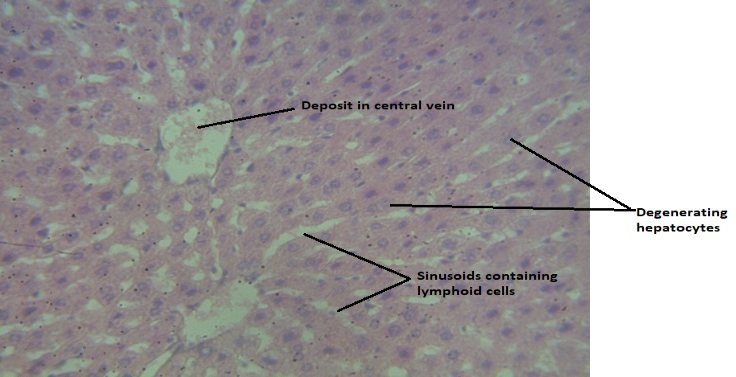 Deposit in central vein
Degenerating
hepatocytes
Sinusoids containing
lymphoid cells